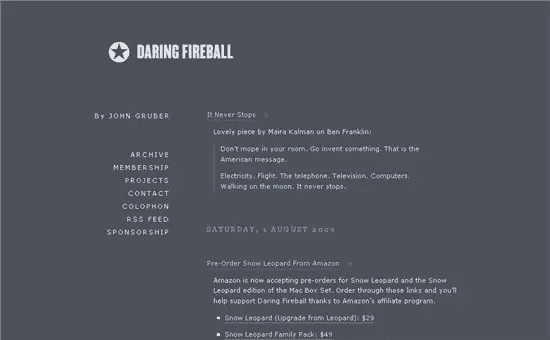 DARING FIREBALL
By JOHN GRUBER
ARCHIVE
MEMBERSHIP
PROJECTS
CONTACT
COLOPHON
RSS FEED
SPONSORSHIP
It Never Stops
Lovely piece by Maira Kalman on Ben Franklin:
Don't mope in your room. Go invent something. That is the
American message.
Electricity. Flight. The telephone. Television. Computers.
Walking on the moon. It never stops.
SATURDAY, 1 AUGUST 2009
Pre-Order Snow Leopard From Amazon
Amazon is now accepting pre-orders for Snow Leopard and the Snow
Leopard edition of the Mac Box Set. Order through these links and you'll
help support Daring Fireball thanks to Amazon's affiliate program.
Snow Leopard (Upgrade from Leopard): $29
Snow Leopard Family Pack: $49